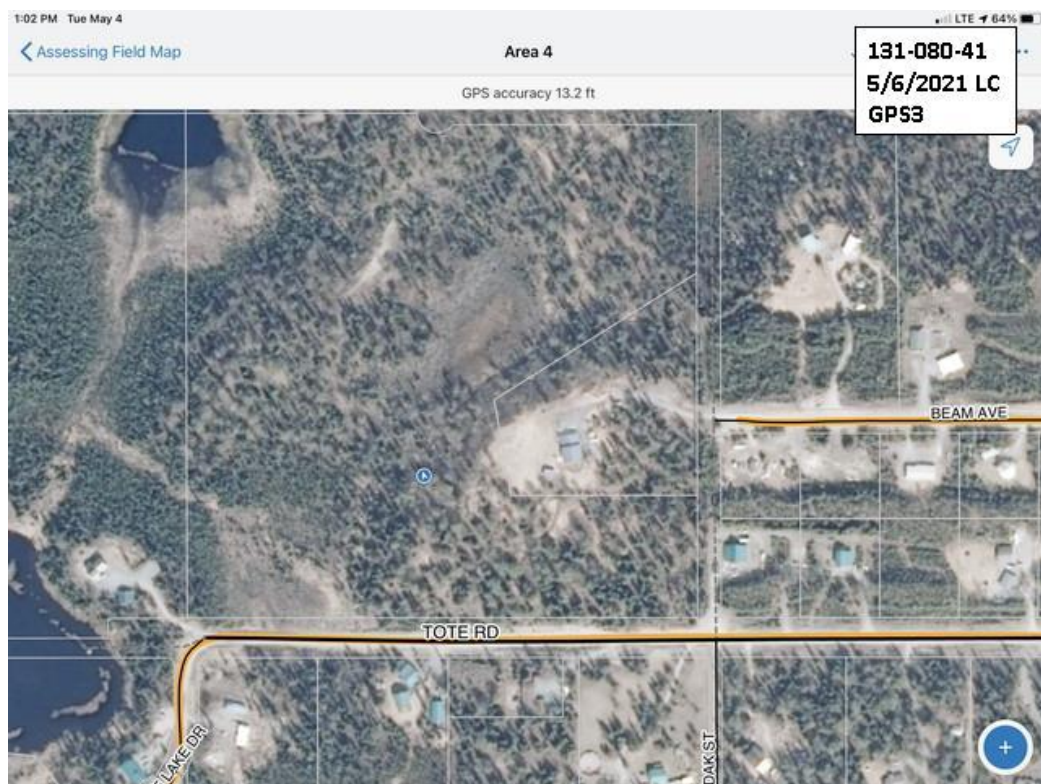 1:02 PM Tue May 4
LTE 64%
Assessing Field Map
Area 4
131-080-41
5/6/2021 LC
GPS3
GPS accuracy 13.2 ft
BEAM AVE
TOTE RD
LAKE DR
OAK ST